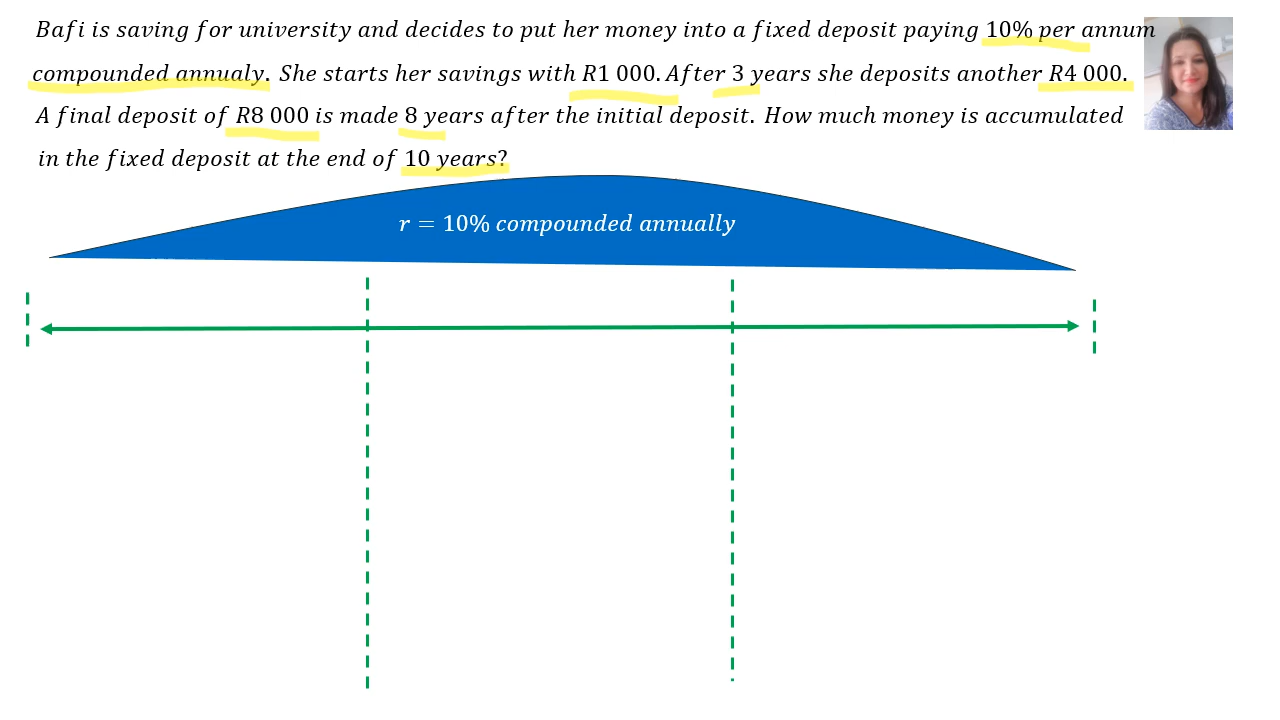 Bafi is saving for university and decides to put her money into a fixed deposit paying 10% per annum
compounded annualy. She starts her savings with R1 000. After 3 years she deposits another R4 000.
A final deposit of R8 000 is made 8 years after the initial deposit. How much money is accumulated
in the fixed deposit at the end of 10 years?
r = 10% compounded annually